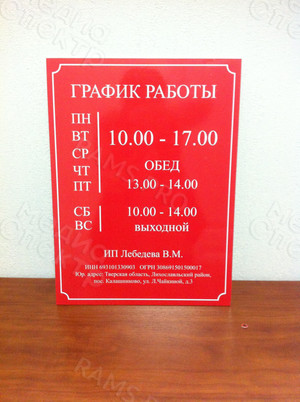 ГРАФИК РАБОТЫ
ПН
ВТ 10.00 - 17.00
СР
ОБЕД
ЧТ
ПТ 13.00 - 14.00
СБ 10.00 - 14.00
ВС выходной
ИП Лебедева В.М.
ИНН 693101330003 ОГРН 308691501500017
Юр. адрес: Тверская область, Лихославльский район,
пос. Калашниково, ул. Л.Чайкиной, д.3